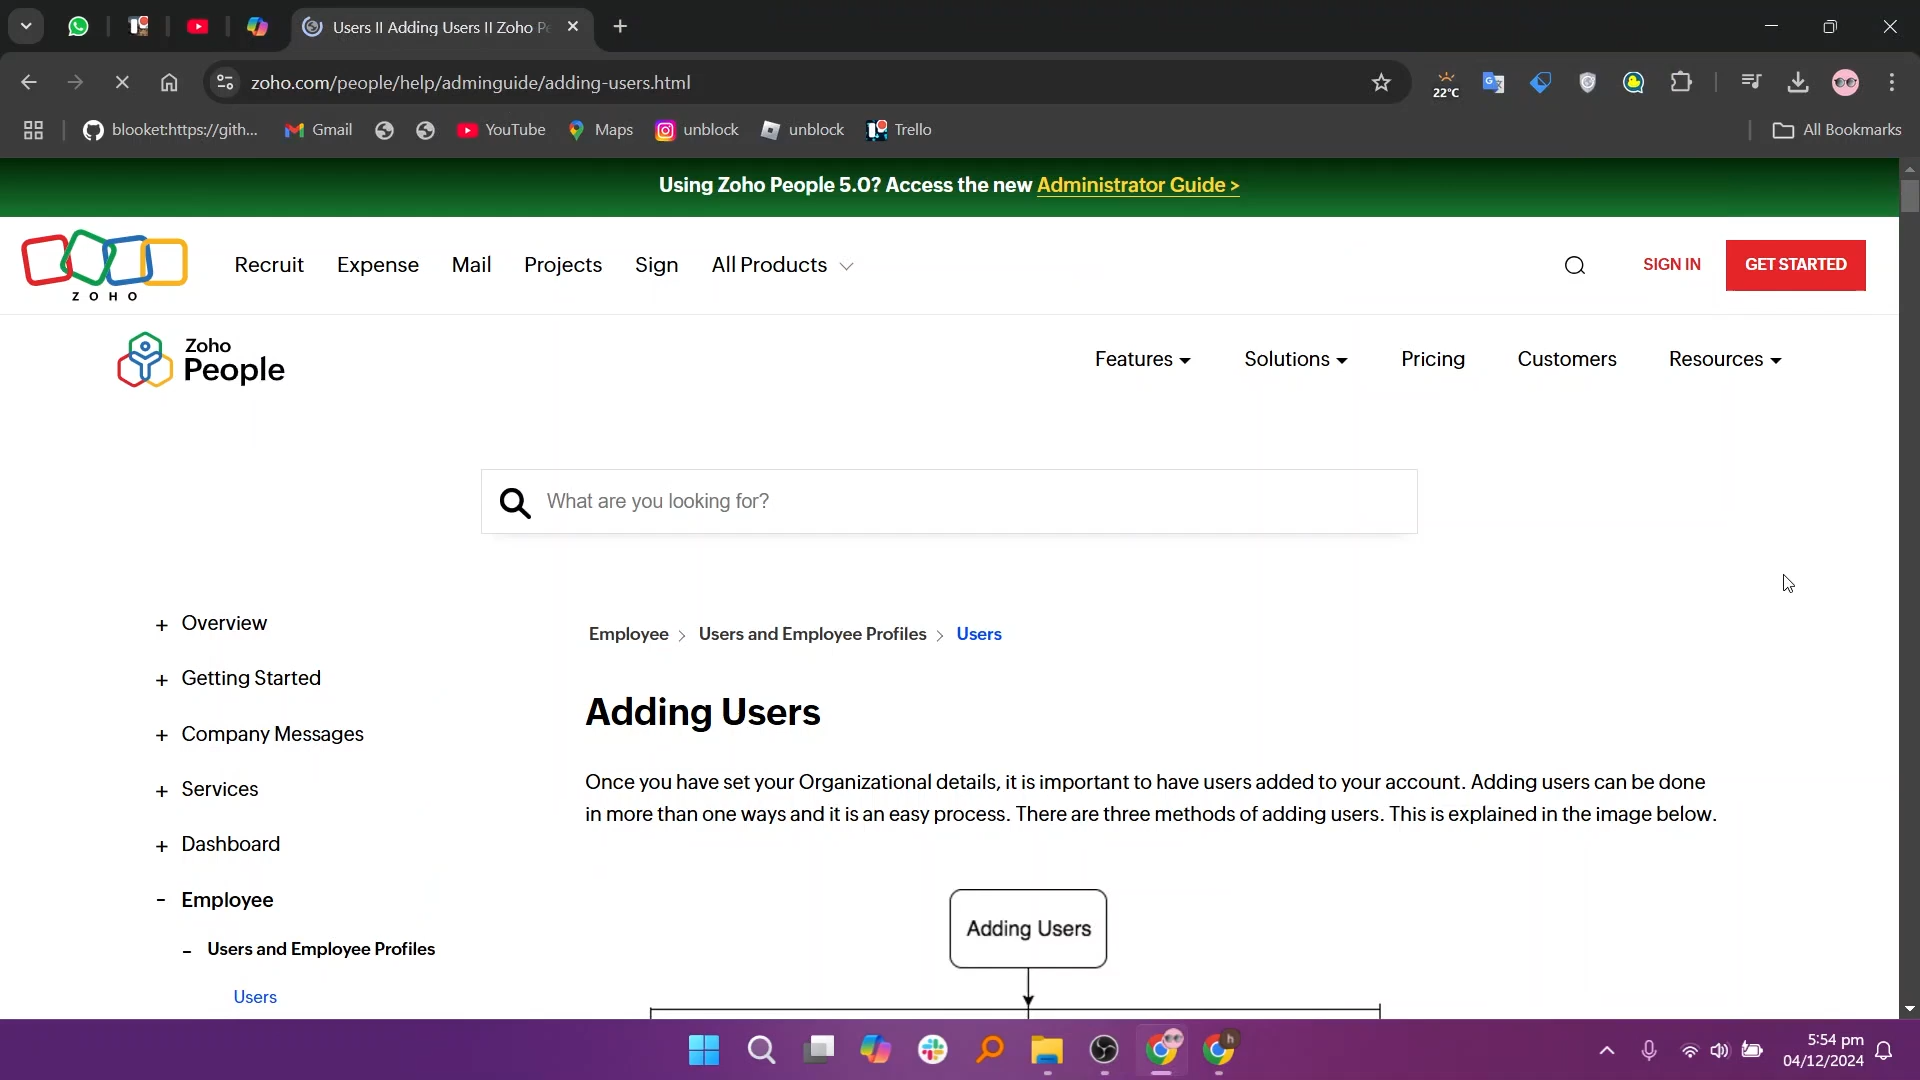 Users II Adding Users II Zoho Pe
zoho.com/people/help/adminguide/adding-users.html
22°C
blooket:https://gith...
Gmail
YouTube
Maps
unblock
unblock
Trello
All Bookmarks
Using Zoho People 5.0? Access the new Administrator Guide >
ZOHO
Recruit
Expense
Mail
Projects
Sign
All Products
SIGN IN
GET STARTED
Zoho
People
Features
Solutions
Pricing
Customers
Resources
What are you looking for?
+ Overview
+ Getting Started
+ Company Messages
+ Services
+ Dashboard
- Employee
- Users and Employee Profiles
Users
Employee > Users and Employee Profiles > Users
Adding Users
Once you have set your Organizational details, it is important to have users added to your account. Adding users can be done
in more than one ways and it is an easy process. There are three methods of adding users. This is explained in the image below.
Adding Users
h
5:54 pm
04/12/2024